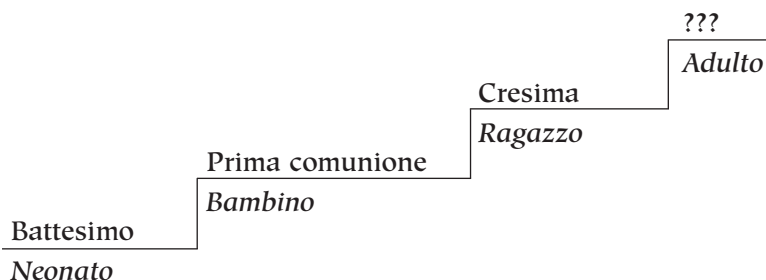 ???
Adulto
Cresima
Ragazzo
Prima comunione
Bambino
Battesimo
Neonato